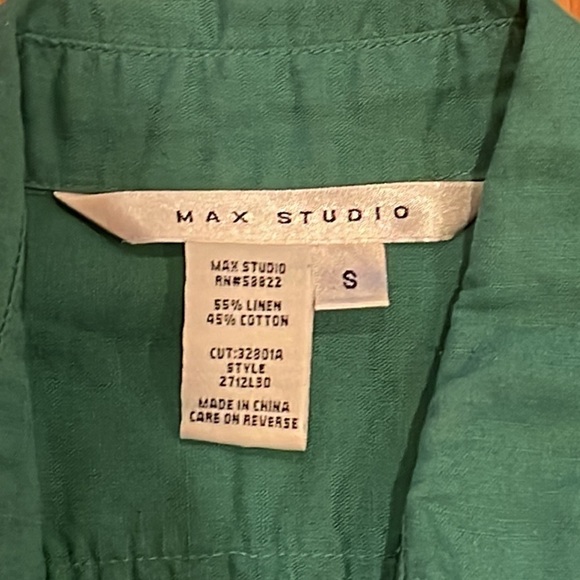 MAX STUDIO
S
MAX STUDIO
RN#58822
55% LINEN
45% COTTON
CUT:32801A
STYLE
2712L30
MADE IN CHINA
CARE ON REVERSE